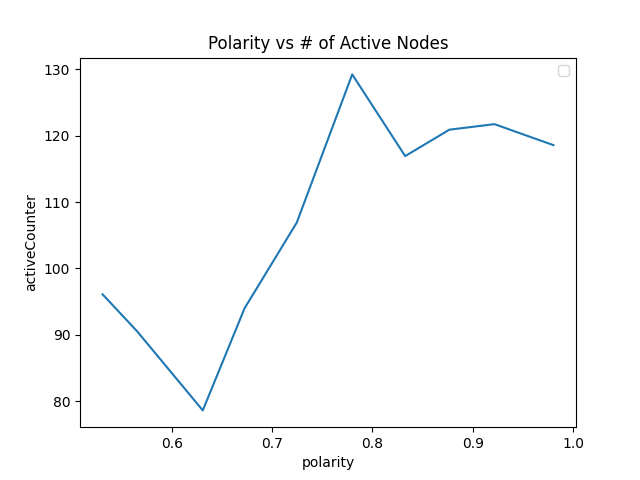 Polarity vs # of Active Nodes
130
120
110
100
90
80
activeCounter
0.6 0.7 0.8 0.9 1.0
polarity